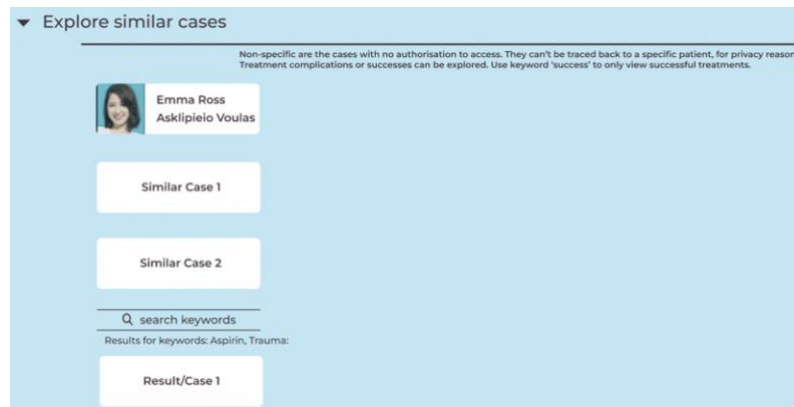 Explore similar cases
Non-specific are the cases with no authorisation to access. They can't be traced back to a specific patient, for privacy reason
Treatment complications or successes can be explored. Use keyword 'success' to only view successful treatments.
Emma Ross
Asklipieio Voulas
Similar Case 1
Similar Case 2
search keywords
Results for keywords: Aspirin, Trauma:
Result/Case 1